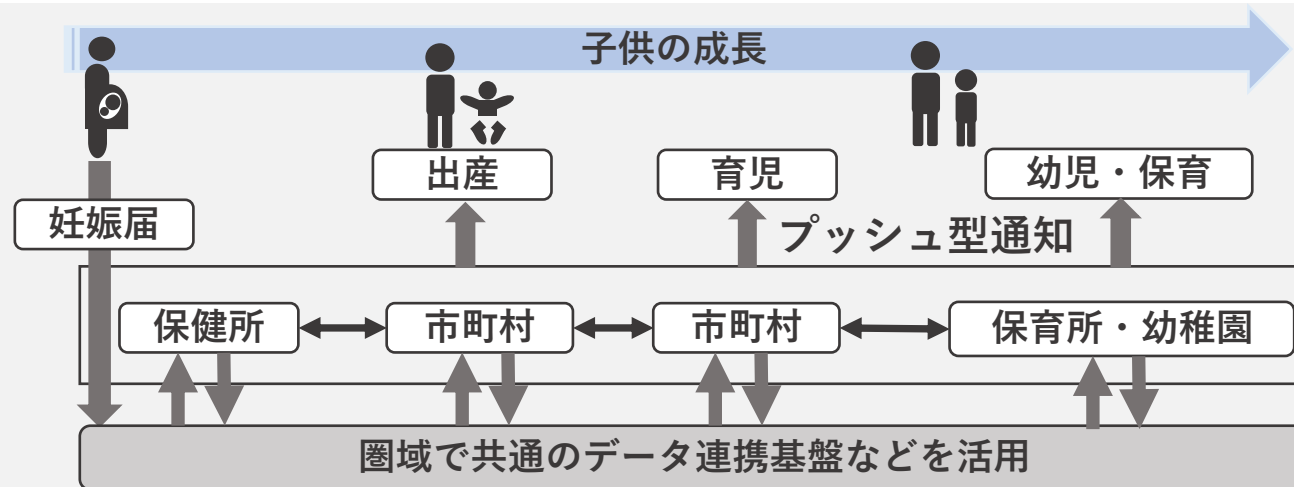 子供の成長
出産
育児
幼児・保育
妊娠届
プッシュ型通知
保健所
市町村
市町村
保育所・幼稚園
圏域で共通のデータ連携基盤などを活用